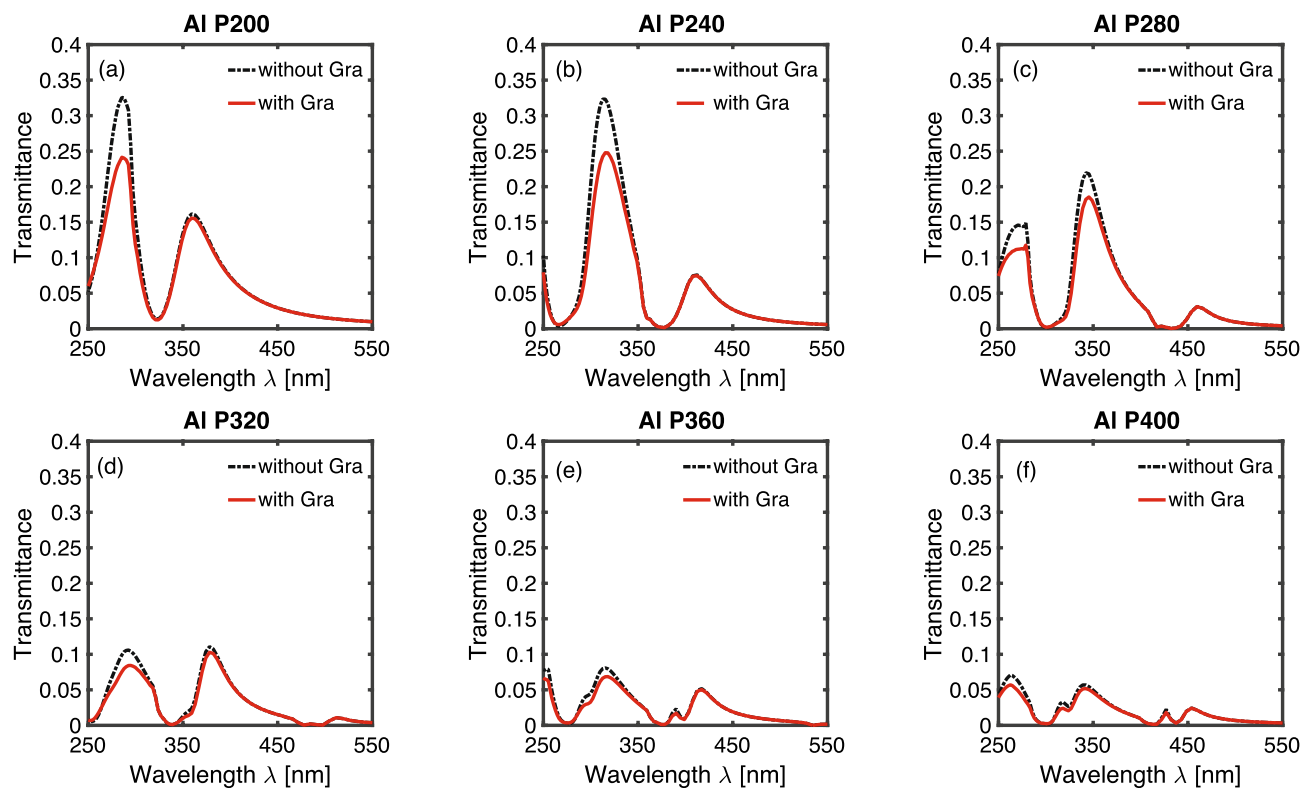 Al P200
(a)
without Gra
with Gra
0.4
0.35
0.3
0.25
0.2
0.15
0.1
0.05
0
250
350
450
550
Transmittance
Wavelength λ [nm]
Al P240
(b)
without Gra
with Gra
0.4
0.35
0.3
0.25
0.2
0.15
0.1
0.05
0
250
350
450
550
Transmittance
Wavelength λ [nm]
Al P280
(c)
without Gra
with Gra
0.4
0.35
0.3
0.25
0.2
0.15
0.1
0.05
0
250
350
450
550
Transmittance
Wavelength λ [nm]
Al P320
(d)
without Gra
with Gra
0.4
0.35
0.3
0.25
0.2
0.15
0.1
0.05
0
250
350
450
550
Transmittance
Wavelength λ [nm]
Al P360
(e)
without Gra
with Gra
0.4
0.35
0.3
0.25
0.2
0.15
0.1
0.05
0
250
350
450
550
Transmittance
Wavelength λ [nm]
Al P400
(f)
without Gra
with Gra
0.4
0.35
0.3
0.25
0.2
0.15
0.1
0.05
0
250
350
450
550
Transmittance
Wavelength λ [nm]